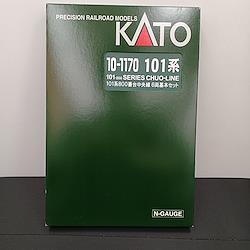 PRECISION RAILROAD MODELS
KATO
10-1170 101系
101-800 SERIES CHUO-LINE
101系800番台中央線 6両基本セット
N-GAUGE